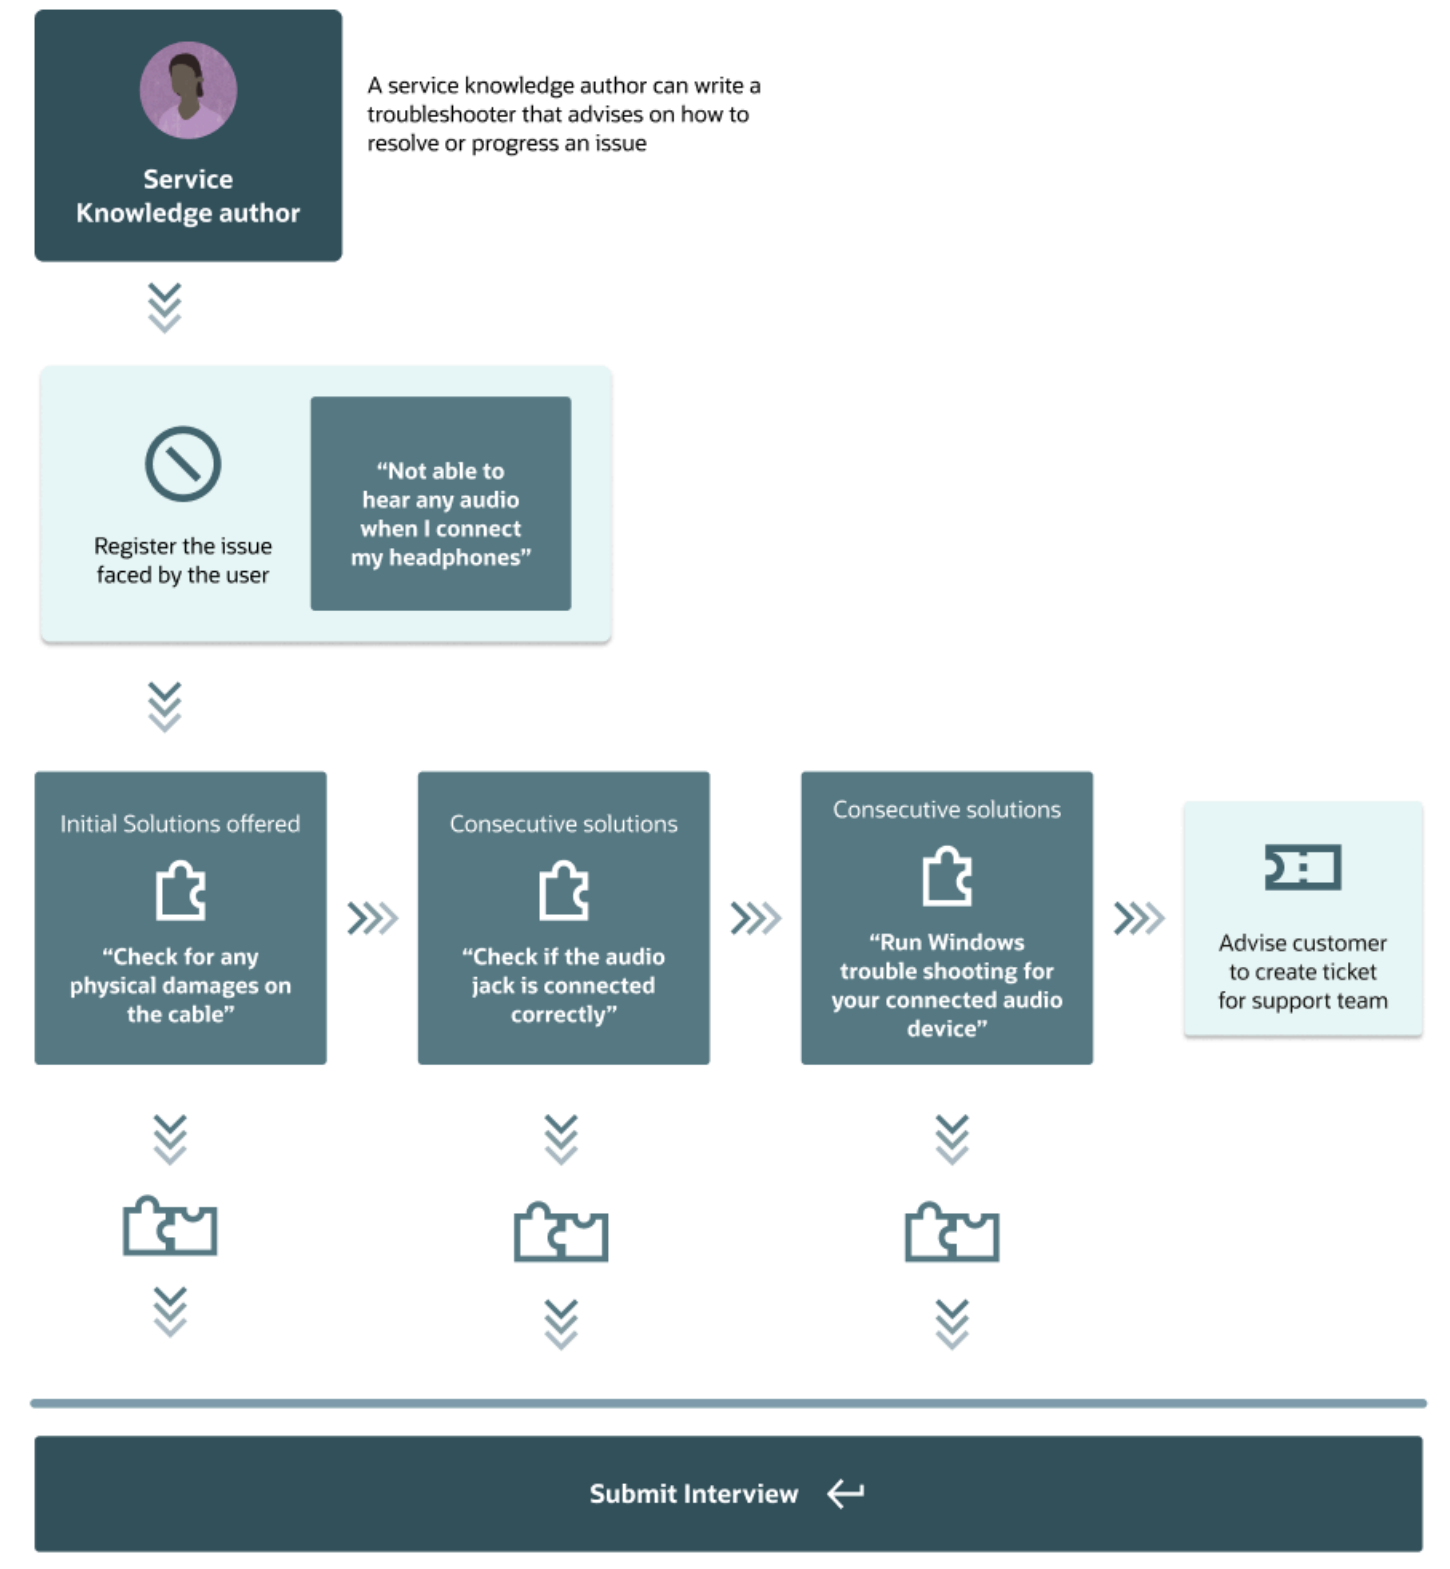 Service
Knowledge author
A service knowledge author can write a
troubleshooter that advises on how to
resolve or progress an issue
Register the issue
faced by the user
“Not able to
hear any audio
when I connect
my headphones”
Initial Solutions offered
“Check for any
physical damages on
the cable”
Consecutive solutions
“Check if the audio
jack is connected
correctly”
Consecutive solutions
“Run Windows
trouble shooting for
your connected audio
device”
Advise customer
to create ticket
for support team
Submit Interview